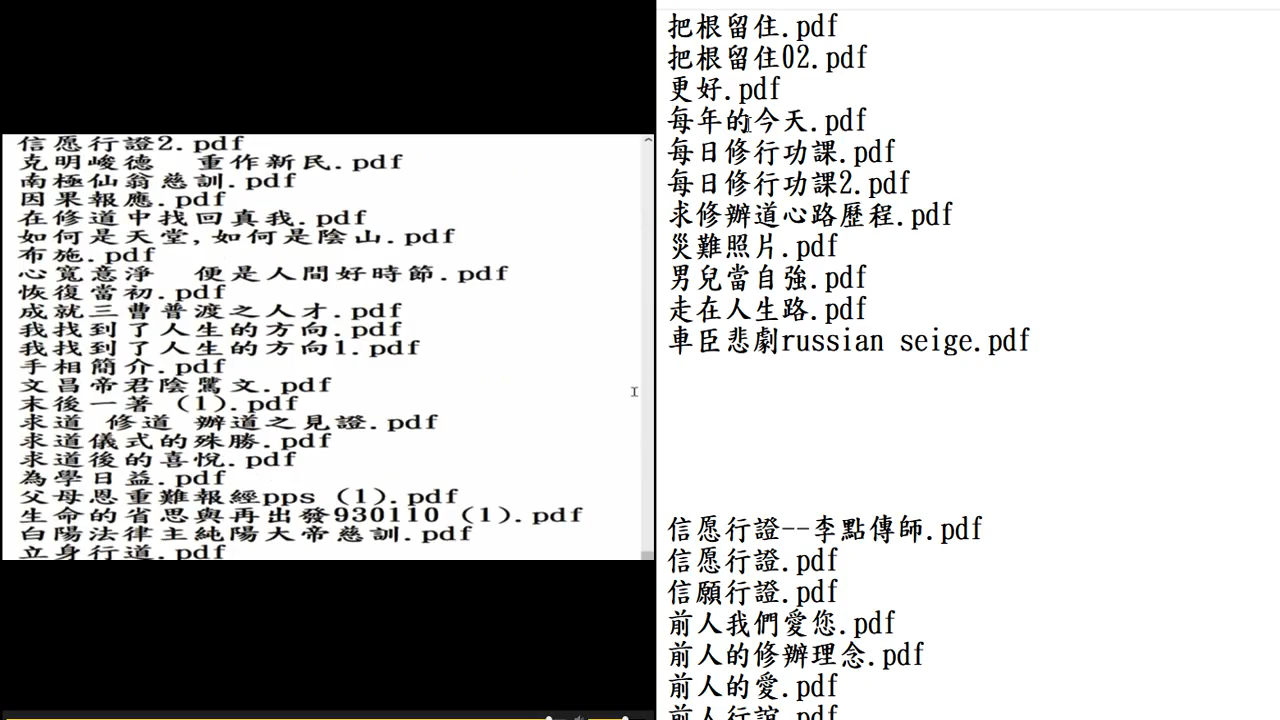 信愿行證2.pdf
克明峻德　重作新民.pdf
南極仙翁慈訓.pdf
因果報應.pdf
在修道中找回真我.pdf
如何是天堂,如何是陰山.pdf
布施.pdf
心寬意淨　便是人間好時節.pdf
恢復當初.pdf
成就三曹普渡之人才.pdf
我找到了人生的方向.pdf
我找到了人生的方向1.pdf
手相簡介.pdf
文昌帝君陰騭文.pdf
末後一著 (1).pdf
求道 修道 辦道之見證.pdf
求道儀式的殊勝.pdf
求道後的喜悅.pdf
為學日益.pdf
父母恩重難報經pps (1).pdf
生命的省思與再出發930110 (1).pdf
白陽法律主純陽大帝慈訓.pdf
立身行道.pdf
把根留住.pdf
把根留住02.pdf
更好.pdf
每年的今天.pdf
每日修行功課.pdf
每日修行功課2.pdf
求修辦道心路歷程.pdf
災難照片.pdf
男兒當自強.pdf
走在人生路.pdf
車臣悲劇russian seige.pdf
信愿行證--李點傳師.pdf
信愿行證.pdf
信願行證.pdf
前人我們愛您.pdf
前人的修辦理念.pdf
前人的愛.pdf
前人行誼.pdf